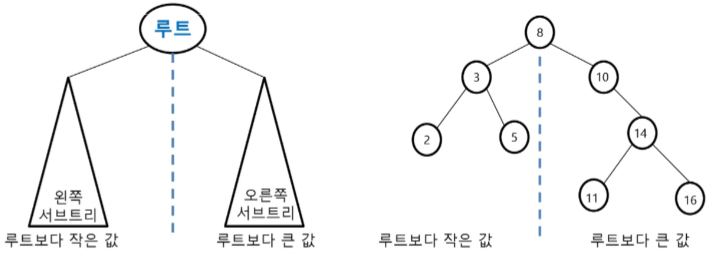 루트
왼쪽
서브트리
오른쪽
서브트리
루트보다 작은 값
루트보다 큰 값
8
3
10
2
5
14
11
16
루트보다 작은 값
루트보다 큰 값